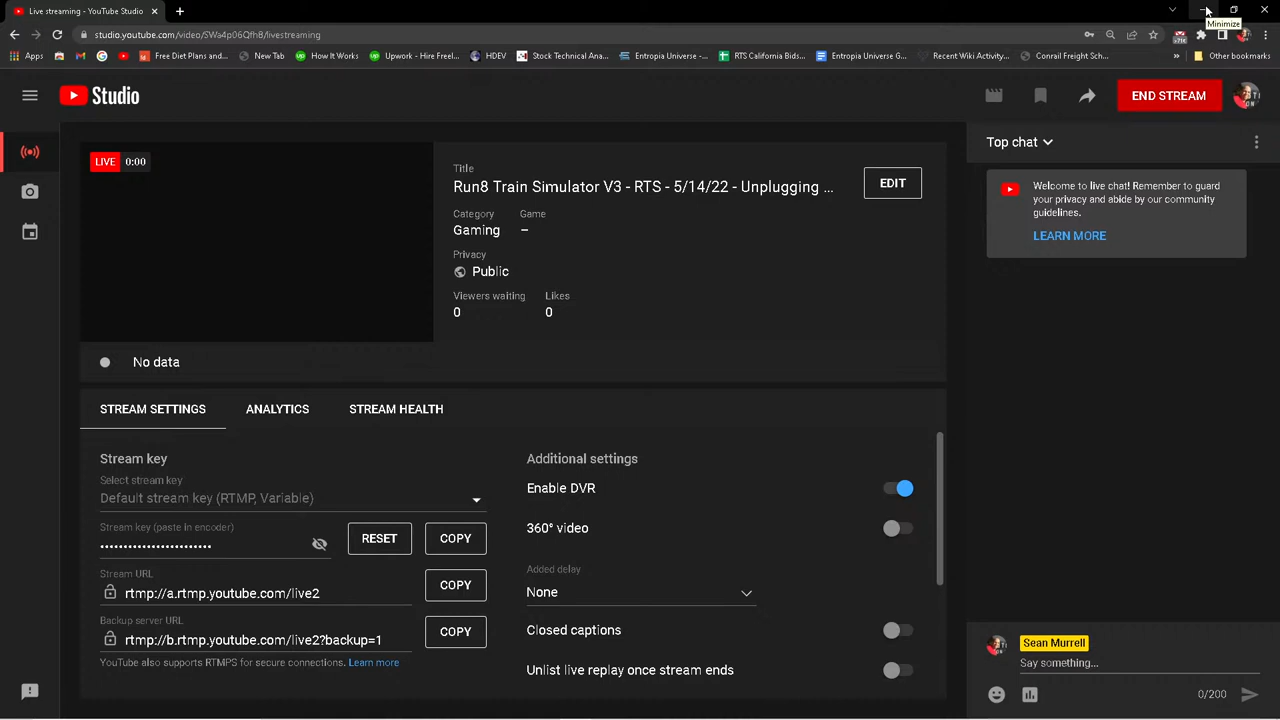 Live streaming - YouTube Studio
Minimize
studio.youtube.com/video/SWa4p06Qfh8/livestreaming
Apps
Free Diet Plans and...
New Tab
How It Works
Upwork - Hire Freel...
HDEV
Stock Technical Ana...
Entropia Universe -...
RTS California Bids...
Entropia Universe G...
Recent Wiki Activity...
Conrail Freight Sch...
»
Other bookmarks
Studio
END STREAM
LIVE 0:00
Title
Run8 Train Simulator V3 - RTS - 5/14/22 - Unplugging ...
EDIT
Category Game
Gaming –
Privacy
Public
Viewers waiting Likes
0 0
No data
Top chat
Welcome to live chat! Remember to guard
your privacy and abide by our community
guidelines.
LEARN MORE
STREAM SETTINGS ANALYTICS STREAM HEALTH
Stream key
Select stream key
Default stream key (RTMP, Variable)
Stream key (paste in encoder)
••••••••••••••••••••••••
RESET COPY
Stream URL
rtmp://a.rtmp.youtube.com/live2
COPY
Backup server URL
rtmp://b.rtmp.youtube.com/live2?backup=1
COPY
YouTube also supports RTMPS for secure connections. Learn more
Additional settings
Enable DVR
360° video
Added delay
None
Closed captions
Unlist live replay once stream ends
Sean Murrell
Say something...
0/200